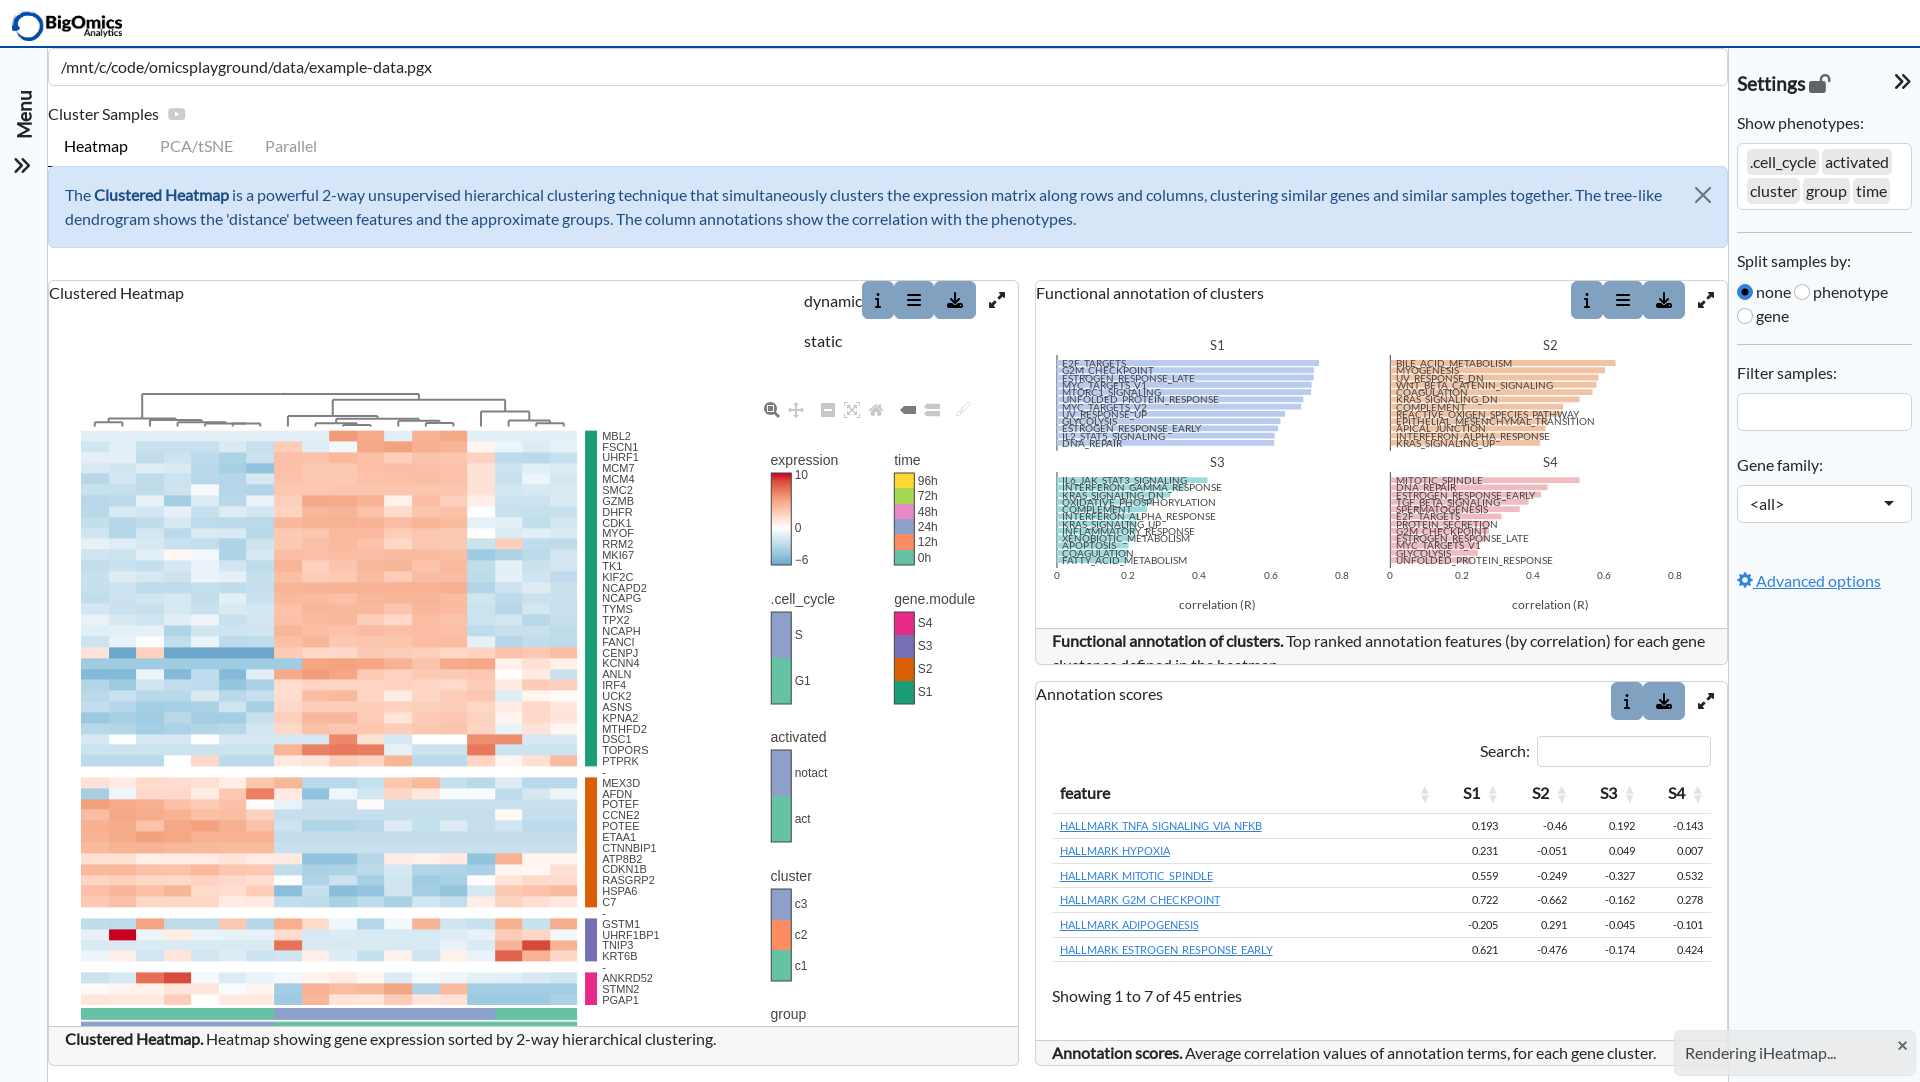 BigOmics
Analytics
Menu
/mnt/c/code/omicsplayground/data/example-data.pgx
Cluster Samples
Heatmap PCA/tSNE Parallel
The Clustered Heatmap is a powerful 2-way unsupervised hierarchical clustering technique that simultaneously clusters the expression matrix along rows and columns, clustering similar genes and similar samples together. The tree-like
dendrogram shows the 'distance' between features and the approximate groups. The column annotations show the correlation with the phenotypes.
Clustered Heatmap
dynamic
static
MBL2
FSCN1
UHRF1
MCM7
MCM4
SMC2
GZMB
DHFR
CDK1
MYOF
RRM2
MKI67
TK1
KIF2C
NCAPD2
NCAPG
TYMS
TPX2
NCAPH
FANCI
CENPJ
KCNN4
ANLN
IRF4
UCK2
ASNS
KPNA2
MTHFD2
DSC1
TOPORS
PTPRK
-
MEX3D
AFDN
POTEF
CCNE2
POTEE
ETAA1
CTNNBIP1
ATP8B2
CDKN1B
RASGRP2
HSPA6
C7
-
GSTM1
UHRF1BP1
TNIP3
KRT6B
-
ANKRD52
STMN2
PGAP1
expression
10
0
−6
time
96h
72h
48h
24h
12h
0h
.cell_cycle
S
G1
gene.module
S4
S3
S2
S1
activated
notact
act
cluster
c3
c2
c1
group
Clustered Heatmap. Heatmap showing gene expression sorted by 2-way hierarchical clustering.
Functional annotation of clusters
S1
E2F_TARGETS
G2M_CHECKPOINT
ESTROGEN_RESPONSE_LATE
MYC_TARGETS_V1
MTORC1_SIGNALING
UNFOLDED_PROTEIN_RESPONSE
MYC_TARGETS_V2
UV_RESPONSE_UP
GLYCOLYSIS
ESTROGEN_RESPONSE_EARLY
IL2_STAT5_SIGNALING
DNA_REPAIR
S2
BILE_ACID_METABOLISM
MYOGENESIS
UV_RESPONSE_DN
WNT_BETA_CATENIN_SIGNALING
COAGULATION
KRAS_SIGNALING_DN
COMPLEMENT
REACTIVE_OXIGEN_SPECIES_PATHWAY
EPITHELIAL_MESENCHYMAL_TRANSITION
APICAL_JUNCTION
INTERFERON_ALPHA_RESPONSE
KRAS_SIGNALING_UP
S3
IL6_JAK_STAT3_SIGNALING
INTERFERON_GAMMA_RESPONSE
KRAS_SIGNALING_DN
OXIDATIVE_PHOSPHORYLATION
COMPLEMENT
INTERFERON_ALPHA_RESPONSE
KRAS_SIGNALING_UP
INFLAMMATORY_RESPONSE
XENOBIOTIC_METABOLISM
APOPTOSIS
COAGULATION
FATTY_ACID_METABOLISM
0 0.2 0.4 0.6 0.8
correlation (R)
S4
MITOTIC_SPINDLE
DNA_REPAIR
ESTROGEN_RESPONSE_EARLY
TGF_BETA_SIGNALING
SPERMATOGENESIS
E2F_TARGETS
PROTEIN_SECRETION
G2M_CHECKPOINT
ESTROGEN_RESPONSE_LATE
MYC_TARGETS_V1
GLYCOLYSIS
UNFOLDED_PROTEIN_RESPONSE
0 0.2 0.4 0.6 0.8
correlation (R)
Functional annotation of clusters. Top ranked annotation features (by correlation) for each gene
cluster as defined in the heatmap.
Annotation scores
Search:
feature S1 S2 S3 S4
HALLMARK_TNFA_SIGNALING_VIA_NFKB 0.193 -0.46 0.192 -0.143
HALLMARK_HYPOXIA 0.231 -0.051 0.049 0.007
HALLMARK_MITOTIC_SPINDLE 0.559 -0.249 -0.327 0.532
HALLMARK_G2M_CHECKPOINT 0.722 -0.662 -0.162 0.278
HALLMARK_ADIPOGENESIS -0.205 0.291 -0.045 -0.101
HALLMARK_ESTROGEN_RESPONSE_EARLY 0.621 -0.476 -0.174 0.424
Showing 1 to 7 of 45 entries
Annotation scores. Average correlation values of annotation terms, for each gene cluster.
Settings
Show phenotypes:
.cell_cycle activated
cluster group time
Split samples by:
none phenotype
gene
Filter samples:
Gene family:
<all>
Advanced options
Rendering iHeatmap... ×